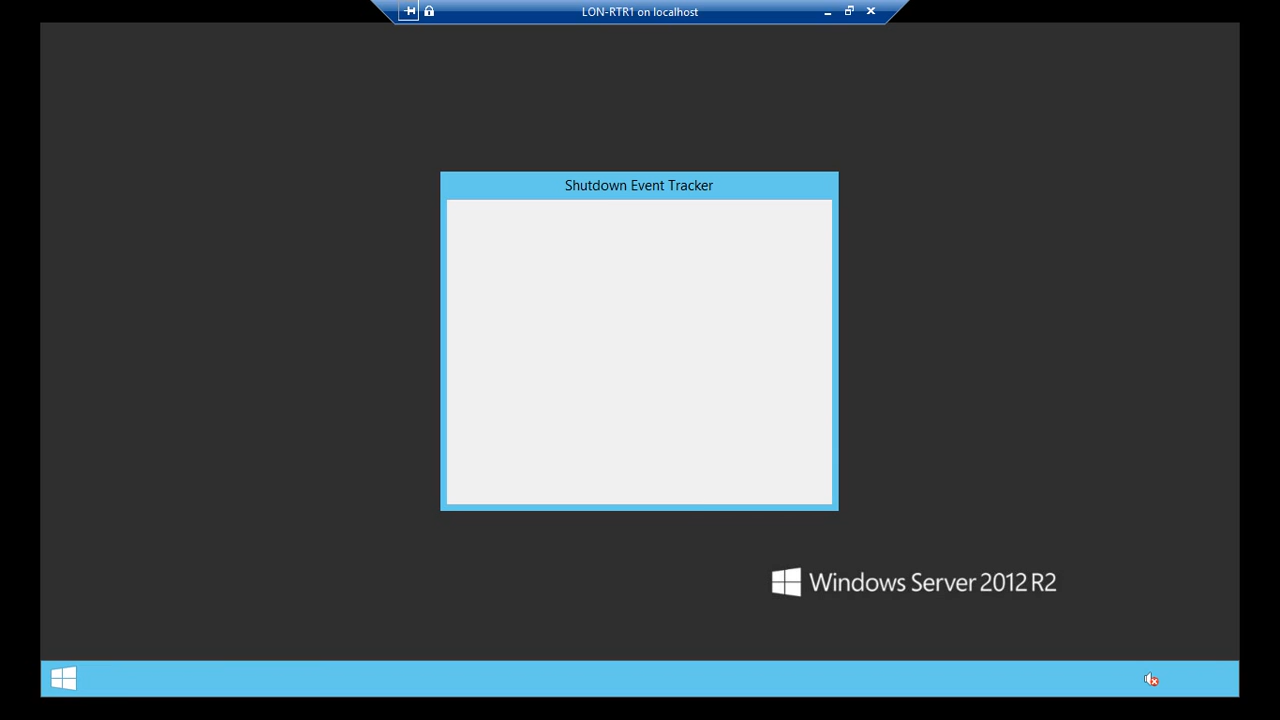 LON-RTR1 on localhost
Shutdown Event Tracker
Windows Server 2012 R2